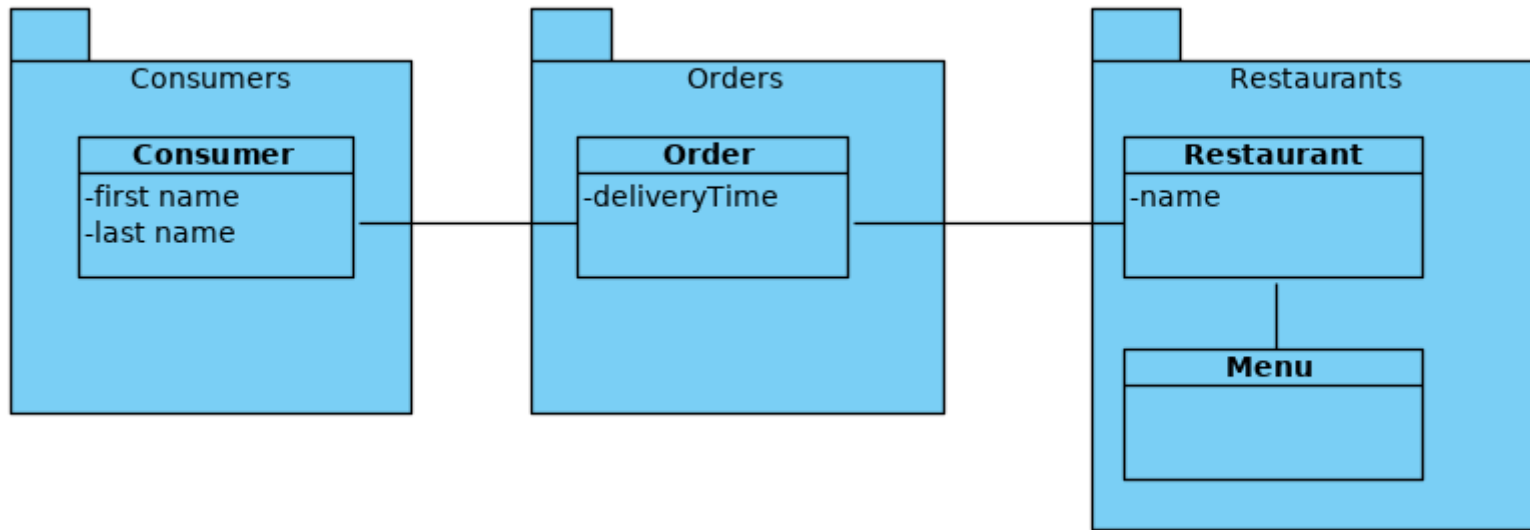 Consumers
Consumer
-first name
-last name
Orders
Order
-deliveryTime
Restaurants
Restaurant
-name
Menu